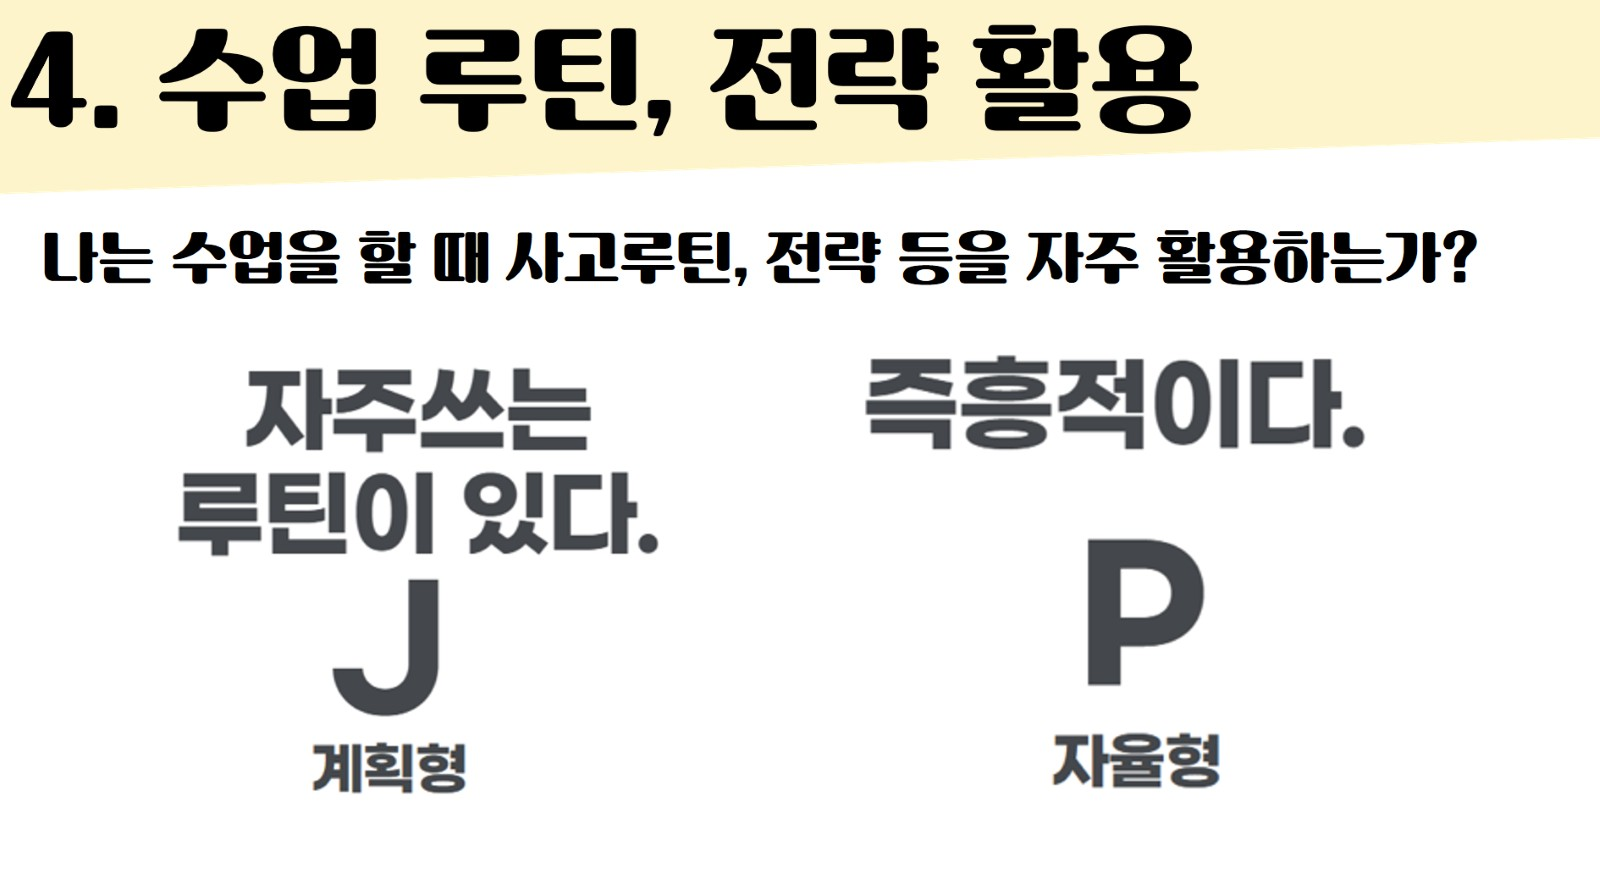 4. 수업 루틴, 전략 활용
나는 수업을 할 때 사고루틴, 전략 등을 자주 활용하는가?
자주쓰는
루틴이 있다.
J
계획형
즉흥적이다.
P
자율형